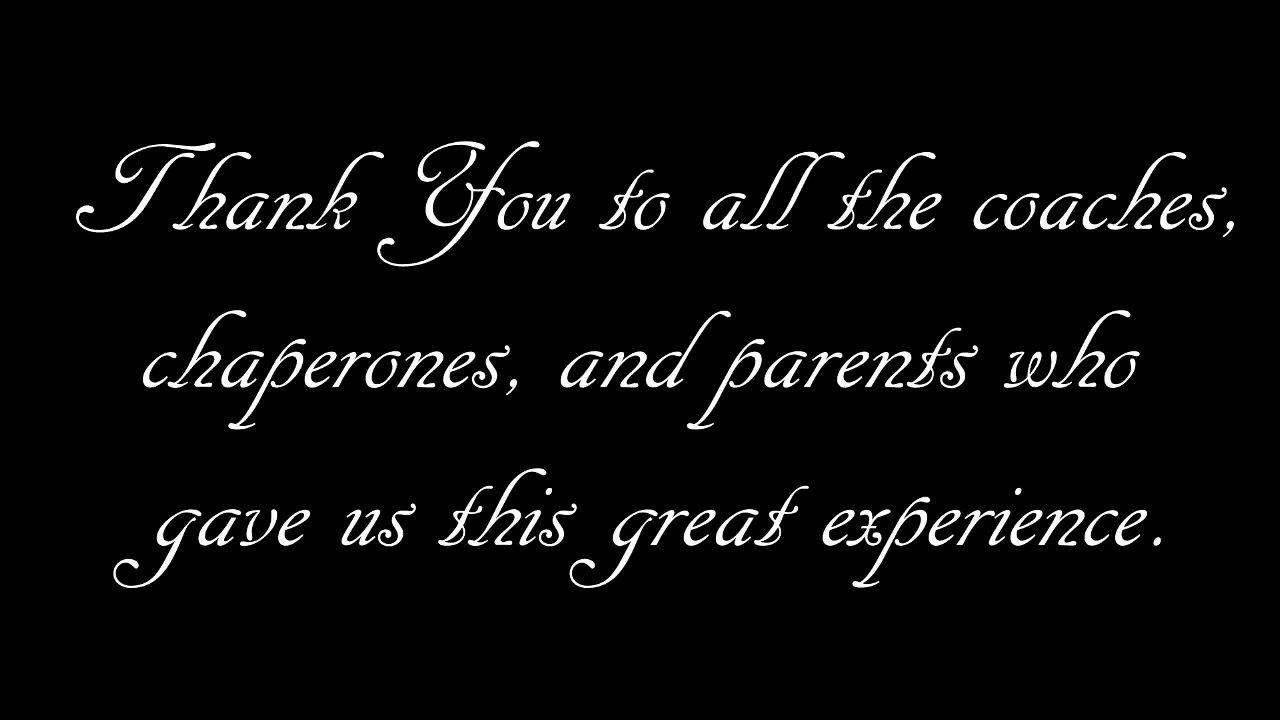 Thank You to all the coaches,
chaperones, and parents who
gave us this great experience.